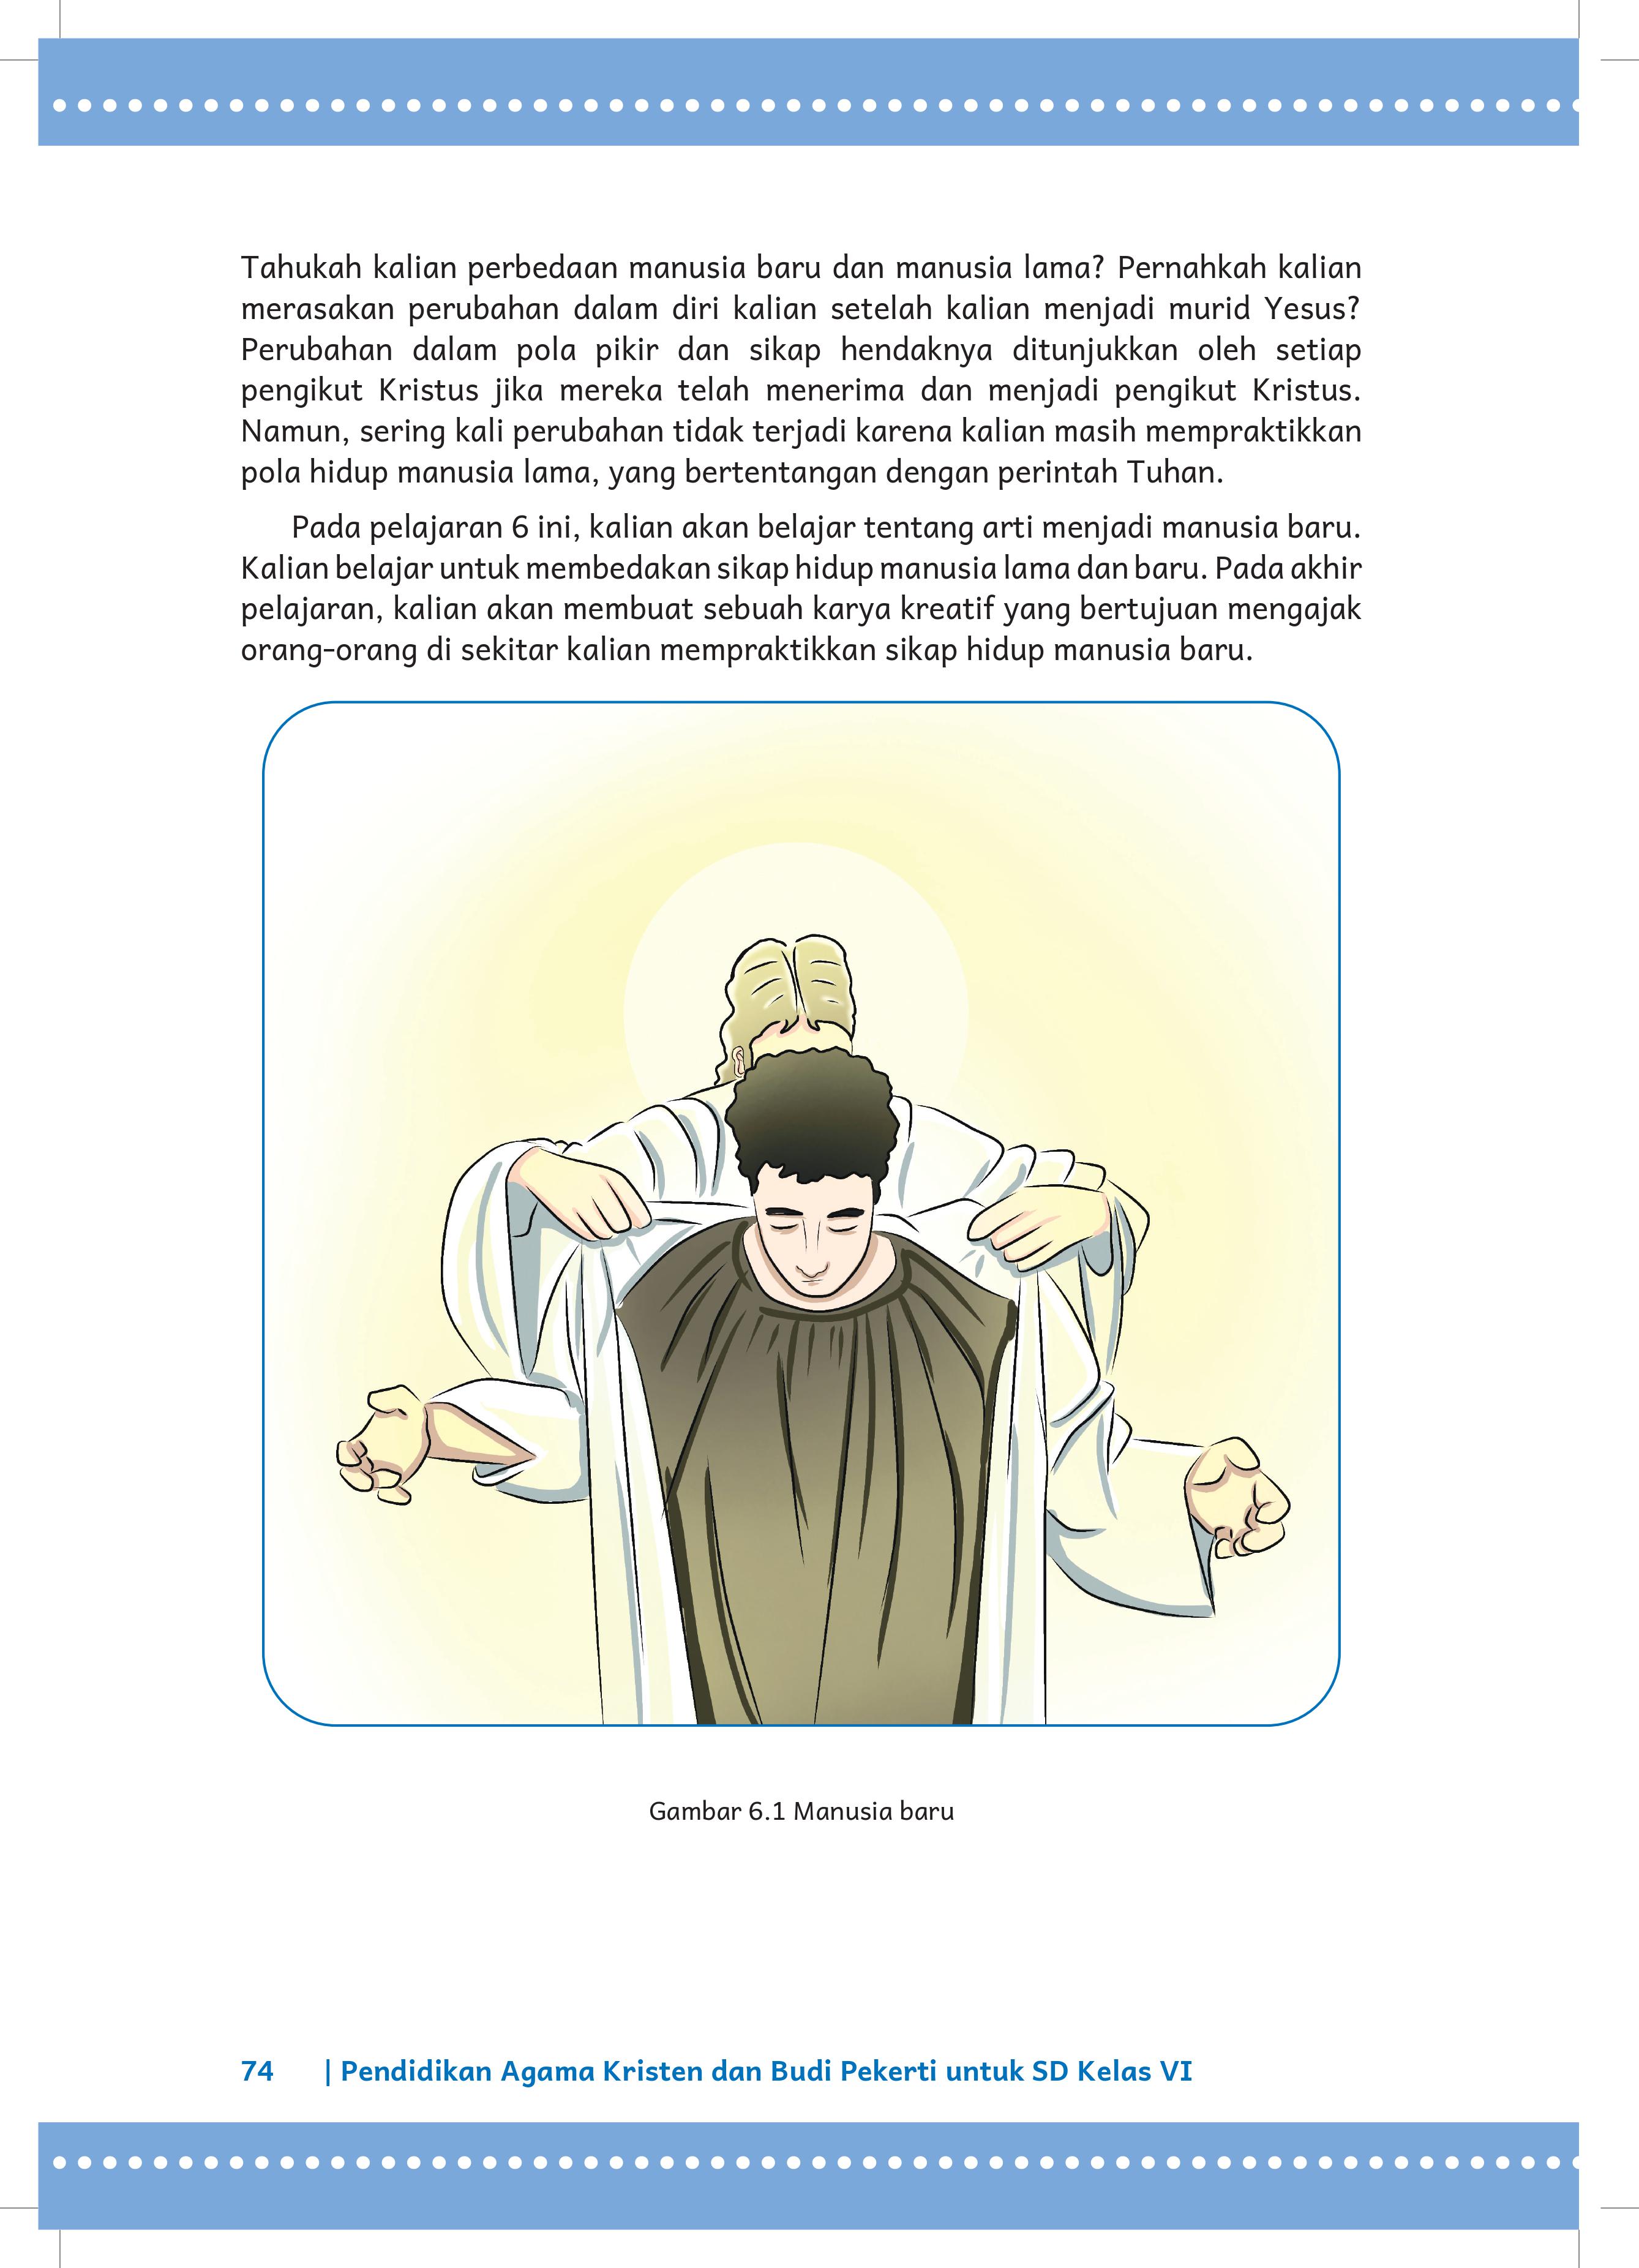 Tahukah kalian perbedaan manusia baru dan manusia lama? Pernahkah kalian
merasakan perubahan dalam diri kalian setelah kalian menjadi murid Yesus?
Perubahan dalam pola pikir dan sikap hendaknya ditunjukkan oleh setiap
pengikut Kristus jika mereka telah menerima dan menjadi pengikut Kristus.
Namun, sering kali perubahan tidak terjadi karena kalian masih mempraktikkan
pola hidup manusia lama, yang bertentangan dengan perintah Tuhan.
Pada pelajaran 6 ini, kalian akan belajar tentang arti menjadi manusia baru.
Kalian belajar untuk membedakan sikap hidup manusia lama dan baru. Pada akhir
pelajaran, kalian akan membuat sebuah karya kreatif yang bertujuan mengajak
orang-orang di sekitar kalian mempraktikkan sikap hidup manusia baru.
Gambar 6.1 Manusia baru
74 | Pendidikan Agama Kristen dan Budi Pekerti untuk SD Kelas VI